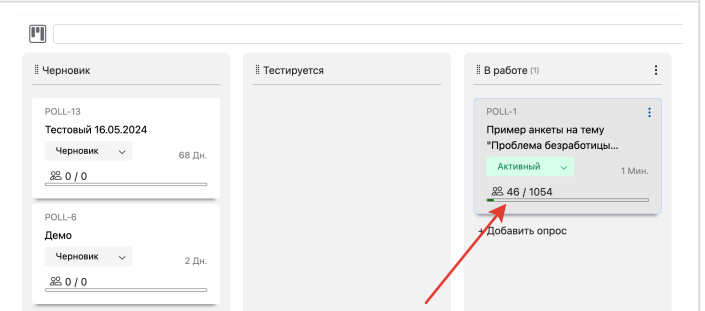 Черновик
POLL-13
Тестовый 16.05.2024
Черновик
68 Дн.
0 / 0
POLL-6
Демо
Черновик
2 Дн.
0 / 0
Тестируется
В работе (1)
POLL-1
Пример анкеты на тему
"Проблема безработицы...
Активный
1 Мин.
46 / 1054
+ Добавить опрос